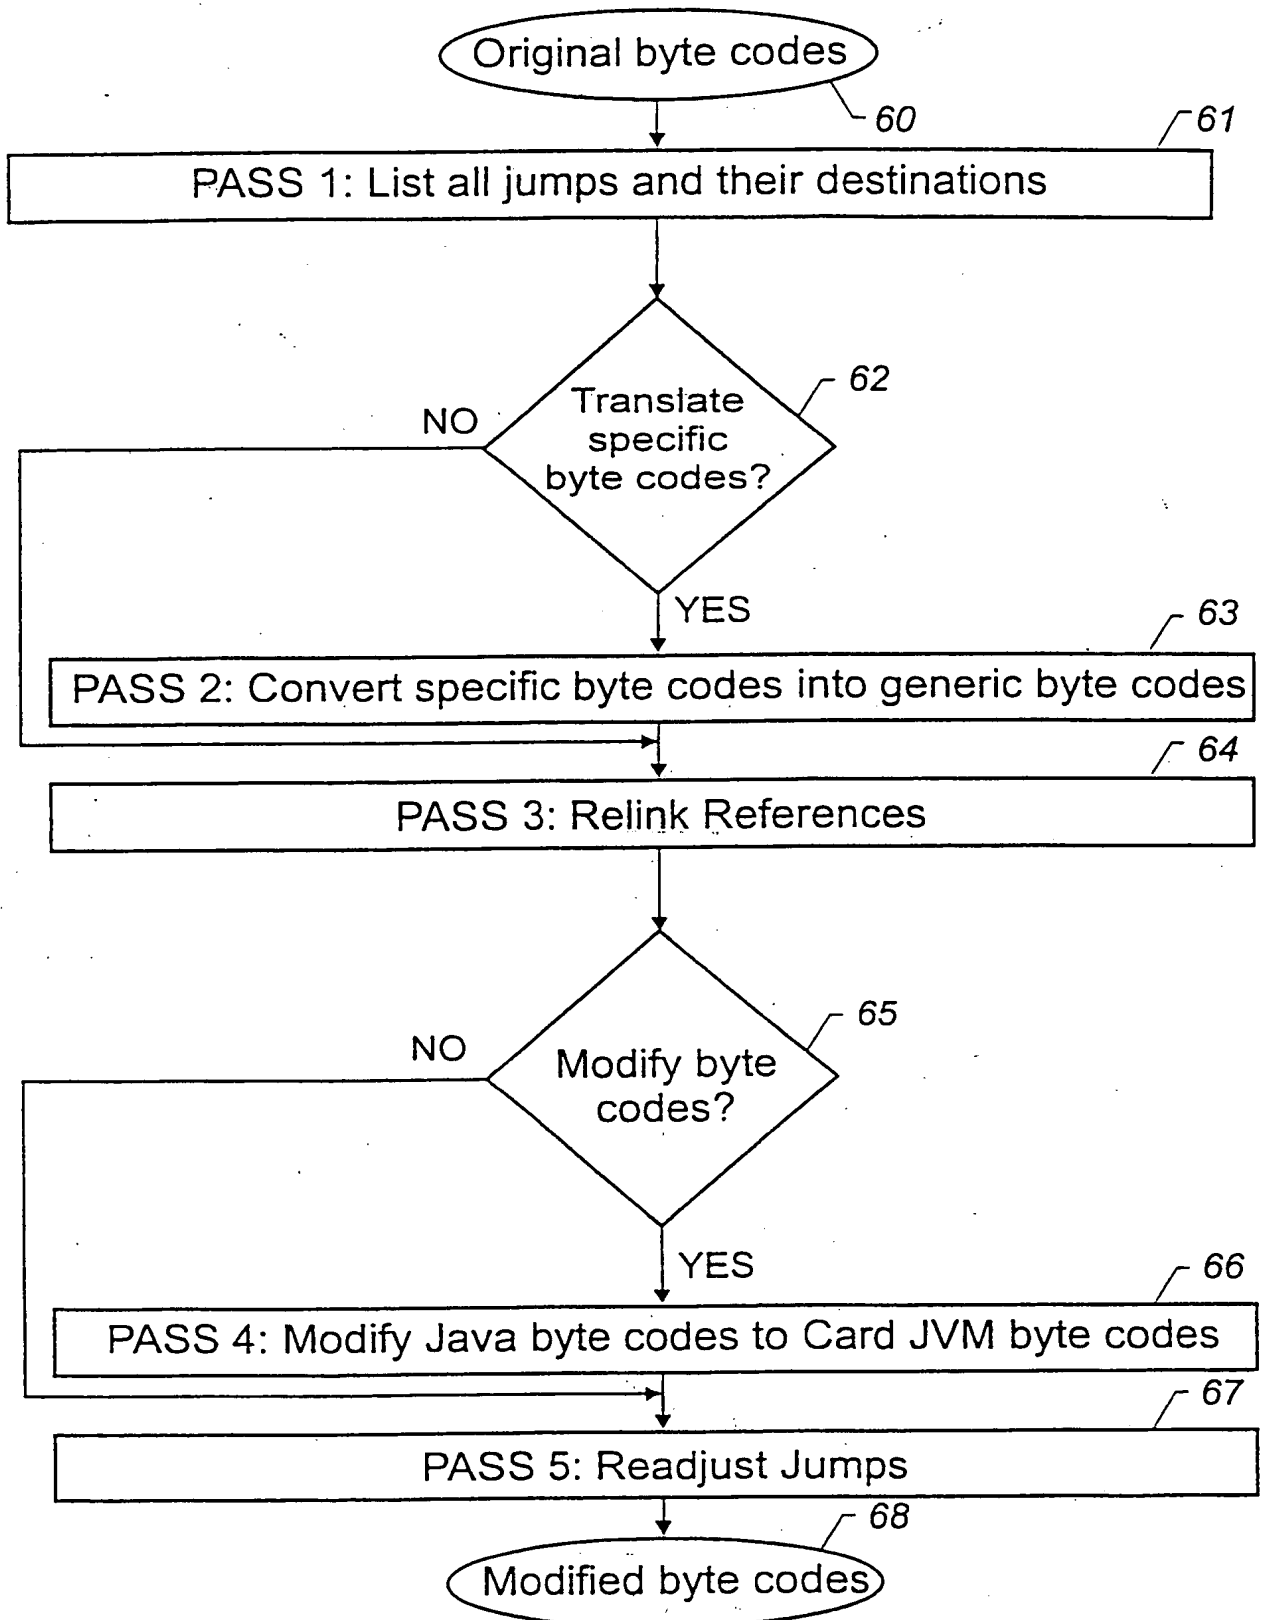 Original byte codes
60
61
PASS 1: List all jumps and their destinations
62
Translate
specific
byte codes?
NO
YES
63
PASS 2: Convert specific byte codes into generic byte codes
64
PASS 3: Relink References
65
NO
Modify byte
codes?
YES
66
PASS 4: Modify Java byte codes to Card JVM byte codes
67
PASS 5: Readjust Jumps
68
Modified byte codes